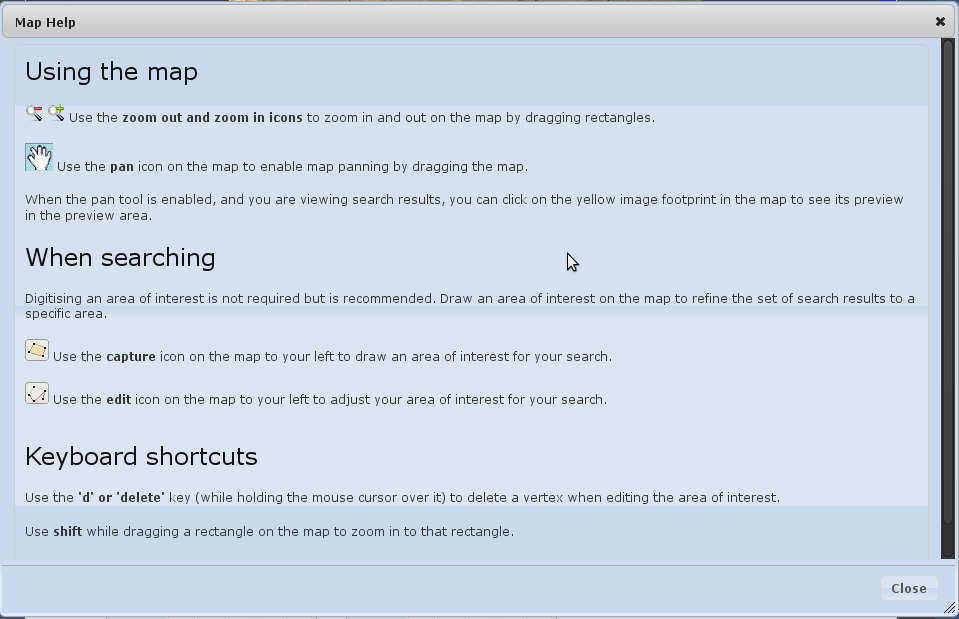 Map Help
Using the map
Use the zoom out and zoom in icons to zoom in and out on the map by dragging rectangles.
Use the pan icon on the map to enable map panning by dragging the map.
When the pan tool is enabled, and you are viewing search results, you can click on the yellow image footprint in the map to see its preview
in the preview area.
When searching
Digitising an area of interest is not required but is recommended. Draw an area of interest on the map to refine the set of search results to a
specific area.
Use the capture icon on the map to your left to draw an area of interest for your search.
Use the edit icon on the map to your left to adjust your area of interest for your search.
Keyboard shortcuts
Use the 'd' or 'delete' key (while holding the mouse cursor over it) to delete a vertex when editing the area of interest.
Use shift while dragging a rectangle on the map to zoom in to that rectangle.
Close